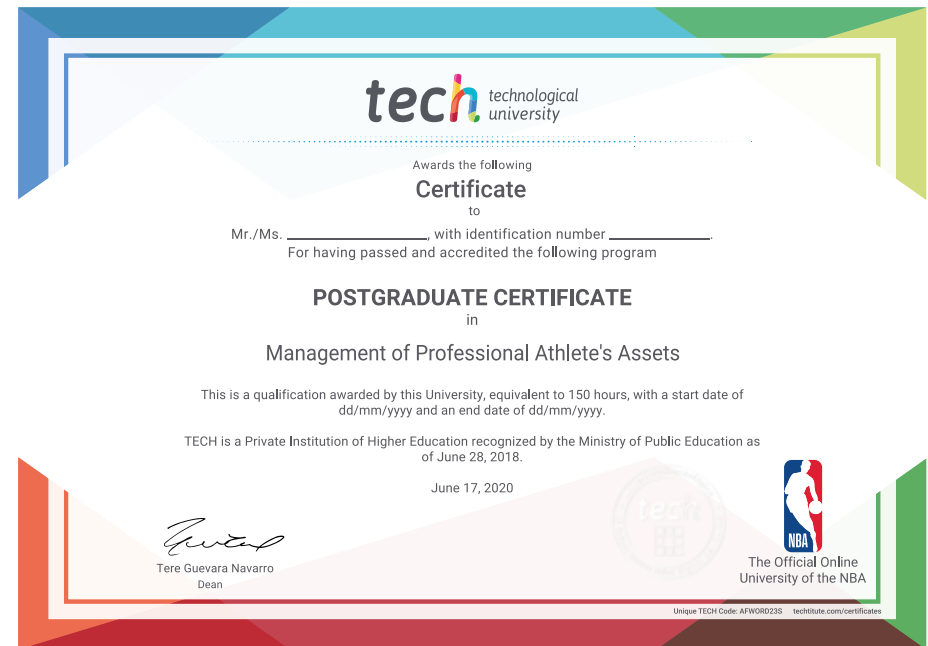 tech technological
university
Awards the following
Certificate
to
Mr./Ms. ____________________, with identification number ______________.
For having passed and accredited the following program
POSTGRADUATE CERTIFICATE
in
Management of Professional Athlete's Assets
This is a qualification awarded by this University, equivalent to 150 hours, with a start date of
dd/mm/yyyy and an end date of dd/mm/yyyy.
TECH is a Private Institution of Higher Education recognized by the Ministry of Public Education as
of June 28, 2018.
June 17, 2020
tech
Tere Guevara Navarro
Dean
NBA
The Official Online
University of the NBA
Unique TECH Code: AFWORD23S techtitute.com/certificates